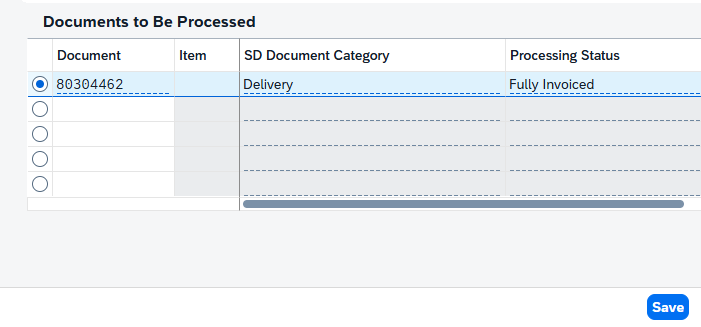 Documents to Be Processed
Document Item SD Document Category Processing Status
80304462 Delivery Fully Invoiced
Save